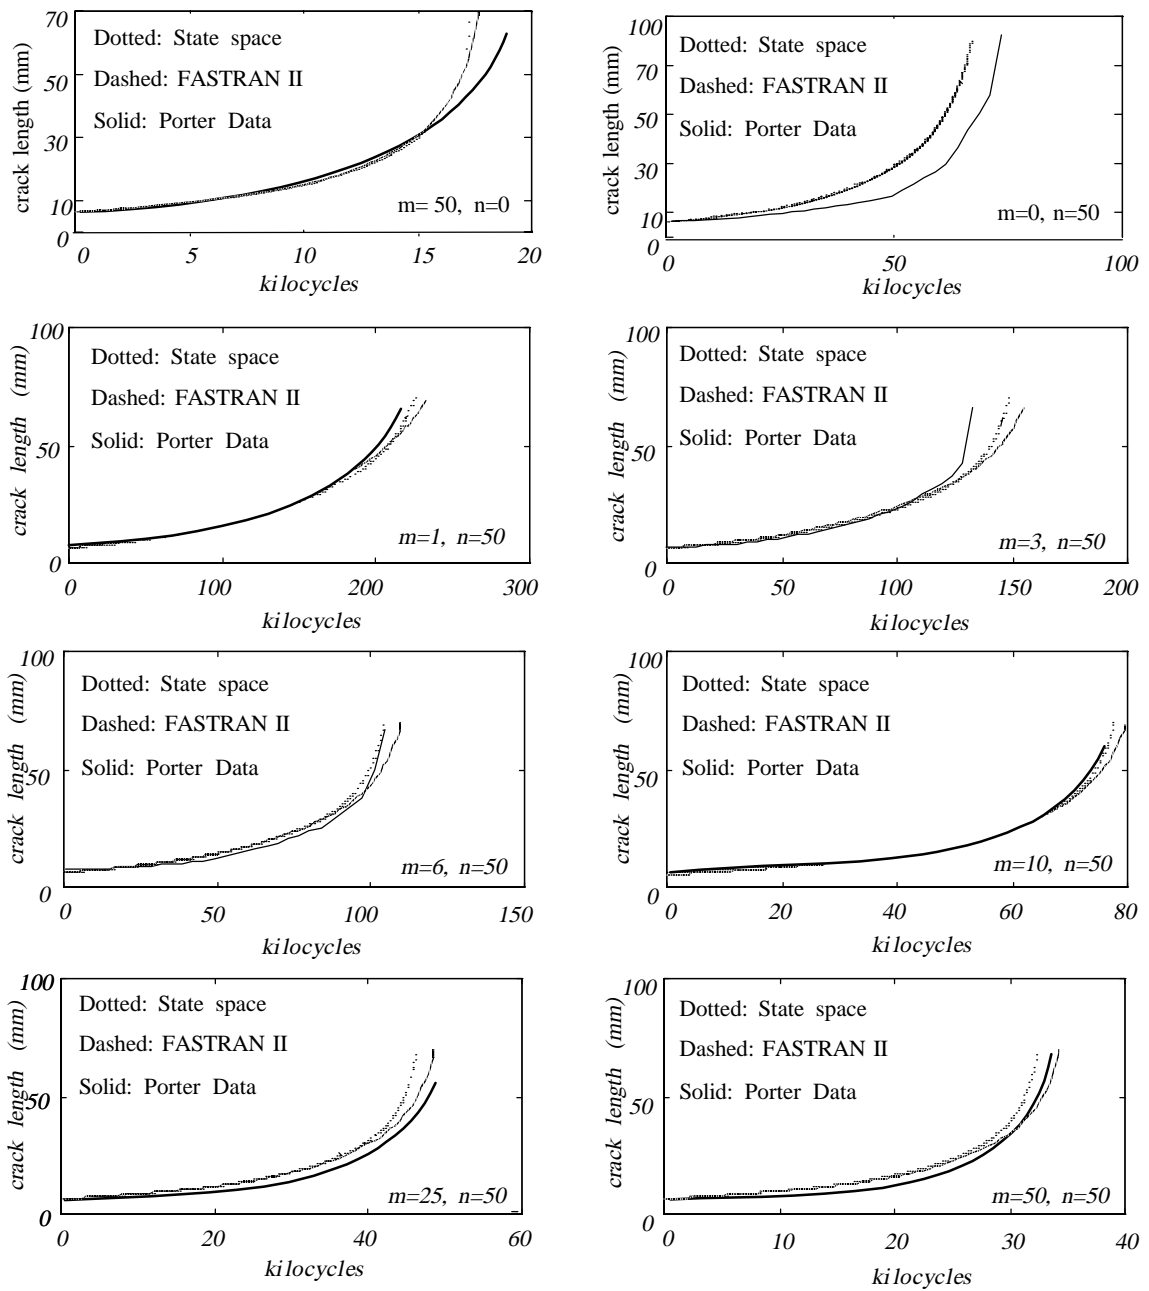 70
50
30
10
0
crack length (mm)
Dotted: State space
Dashed: FASTRAN II
Solid: Porter Data
m= 50, n=0
0 5 10 15 20
kilocycles
100
70
50
30
10
0
crack length (mm)
Dotted: State space
Dashed: FASTRAN II
Solid: Porter Data
m=0, n=50
0 50 100
kilocycles
100
50
0
crack length (mm)
Dotted: State space
Dashed: FASTRAN II
Solid: Porter Data
m=1, n=50
0 100 200 300
kilocycles
100
50
0
crack length (mm)
Dotted: State space
Dashed: FASTRAN II
Solid: Porter Data
m=3, n=50
0 50 100 150 200
kilocycles
100
50
0
crack length (mm)
Dotted: State space
Dashed: FASTRAN II
Solid: Porter Data
m=6, n=50
0 50 100 150
kilocycles
100
50
0
crack length (mm)
Dotted: State space
Dashed: FASTRAN II
Solid: Porter Data
m=10, n=50
0 20 40 60 80
kilocycles
100
50
0
crack length (mm)
Dotted: State space
Dashed: FASTRAN II
Solid: Porter Data
m=25, n=50
0 20 40 60
kilocycles
100
50
0
crack length (mm)
Dotted: State space
Dashed: FASTRAN II
Solid: Porter Data
m=50, n=50
0 10 20 30 40
kilocycles